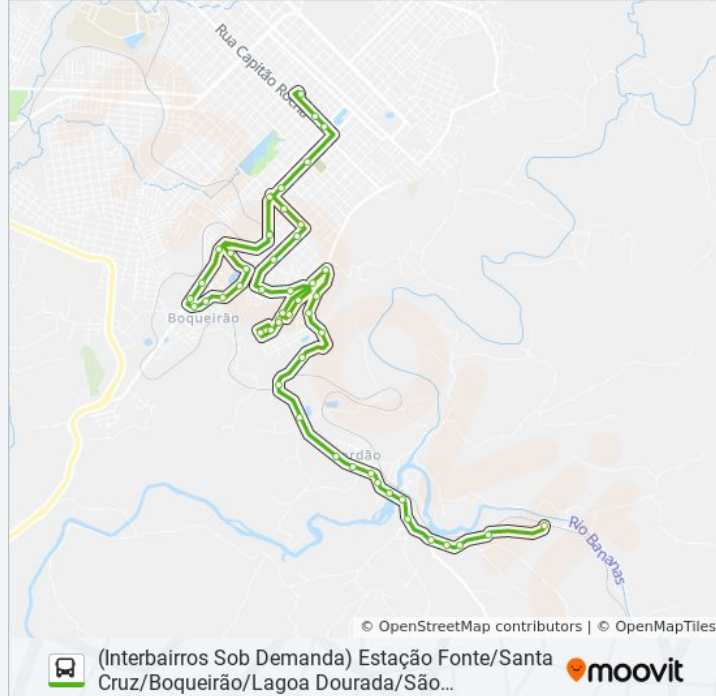 Rua Capitão Rocha
Boqueirão
rdão
Rio Bananas
© OpenStreetMap contributors | © OpenMapTiles
(Interbairros Sob Demanda) Estação Fonte/Santa
Cruz/Boqueirão/Lagoa Dourada/São...
moovit